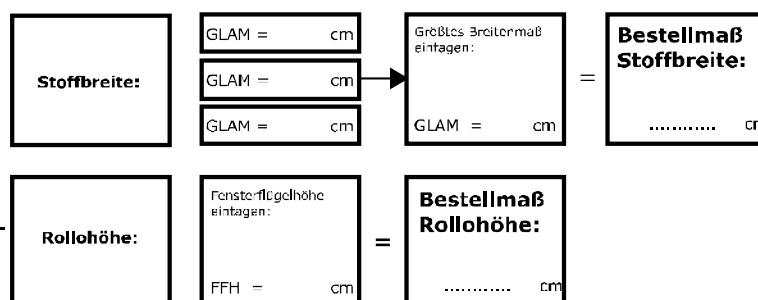 Stoffbreite:
GLAM = cm
GLAM = cm
GLAM = cm
Größtes Breitenmaß
eintagen:
GLAM = cm
=
Bestellmaß
Stoffbreite:
............ cm
Rollohöhe:
Fensterflügelhöhe
eintagen:
FFH = cm
=
Bestellmaß
Rollohöhe:
........... cm